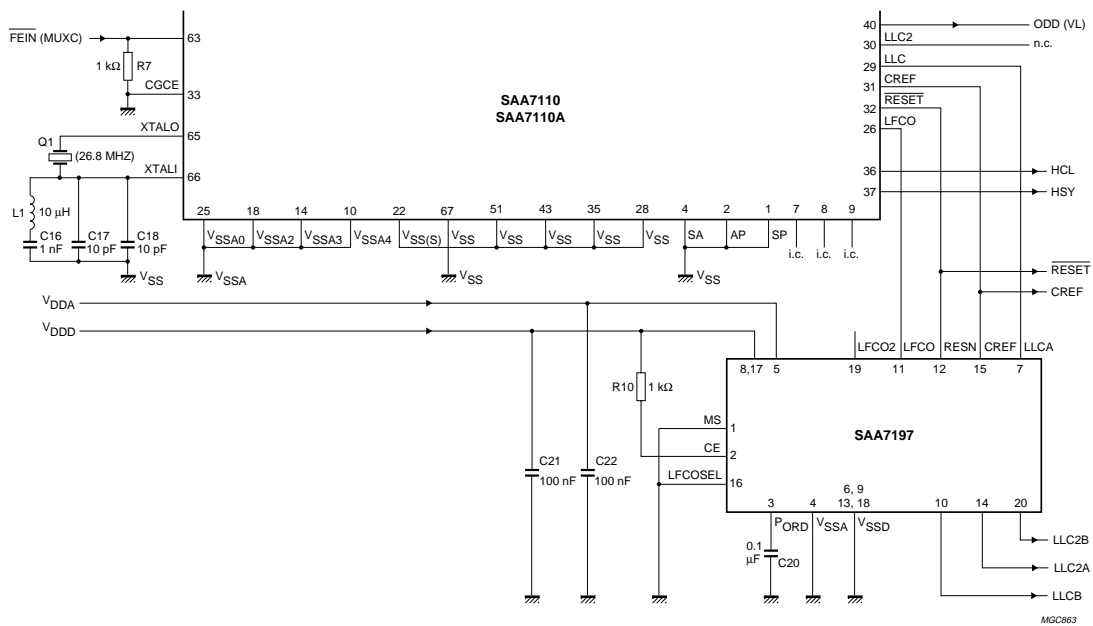 40 ODD (VL)
FEIN (MUXC) 63
LLC2
30 n.c.
LLC
29
1 kΩ R7
CREF
31
CGCE
33
SAA7110
SAA7110A
RESET
32
XTALO
65
LFCO
26
Q1
(26.8 MHZ)
XTALI
66
36 HCL
37 HSY
L1 10 μH
C16
1 nF
C17
10 pF
C18
10 pF
25 18 14 10 22 67 51 43 35 28 4 2 1 7 8 9
VSSA0 VSSA2 VSSA3 VSSA4 VSS(S) VSS VSS VSS VSS VSS SA AP SP
i.c. i.c. i.c.
VSS VSSA VSS VSS
RESET
CREF
VDDA
VDDD
LFCO2 LFCO RESN CREF LLCA
8,17 5 19 11 12 15 7
R10 1 kΩ
MS
1
SAA7197
CE
2
C21
100 nF
C22
100 nF
LFCOSEL
16
6, 9
13, 18
3 4 10 14 20
PORD VSSA VSSD
0.1
μF C20
LLC2B
LLC2A
LLCB
MGC863